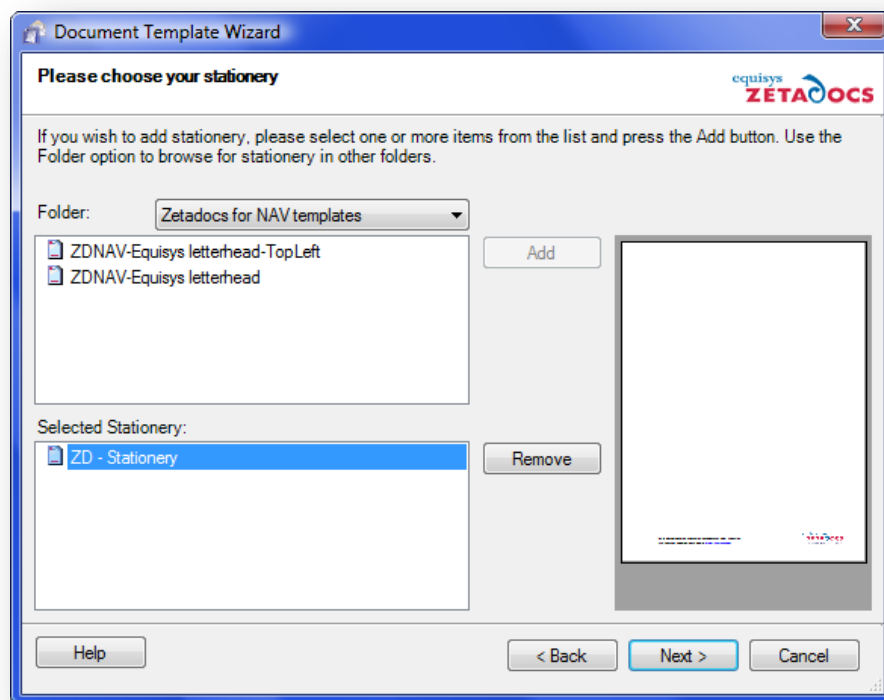 Document Template Wizard
Please choose your stationery
equisys
ZETADOCS
If you wish to add stationery, please select one or more items from the list and press the Add button. Use the
Folder option to browse for stationery in other folders.
Folder:
Zetadocs for NAV templates
ZDNAV-Equisys letterhead-TopLeft
ZDNAV-Equisys letterhead
Add
Selected Stationery:
ZD - Stationery
Remove
Help
< Back
Next >
Cancel